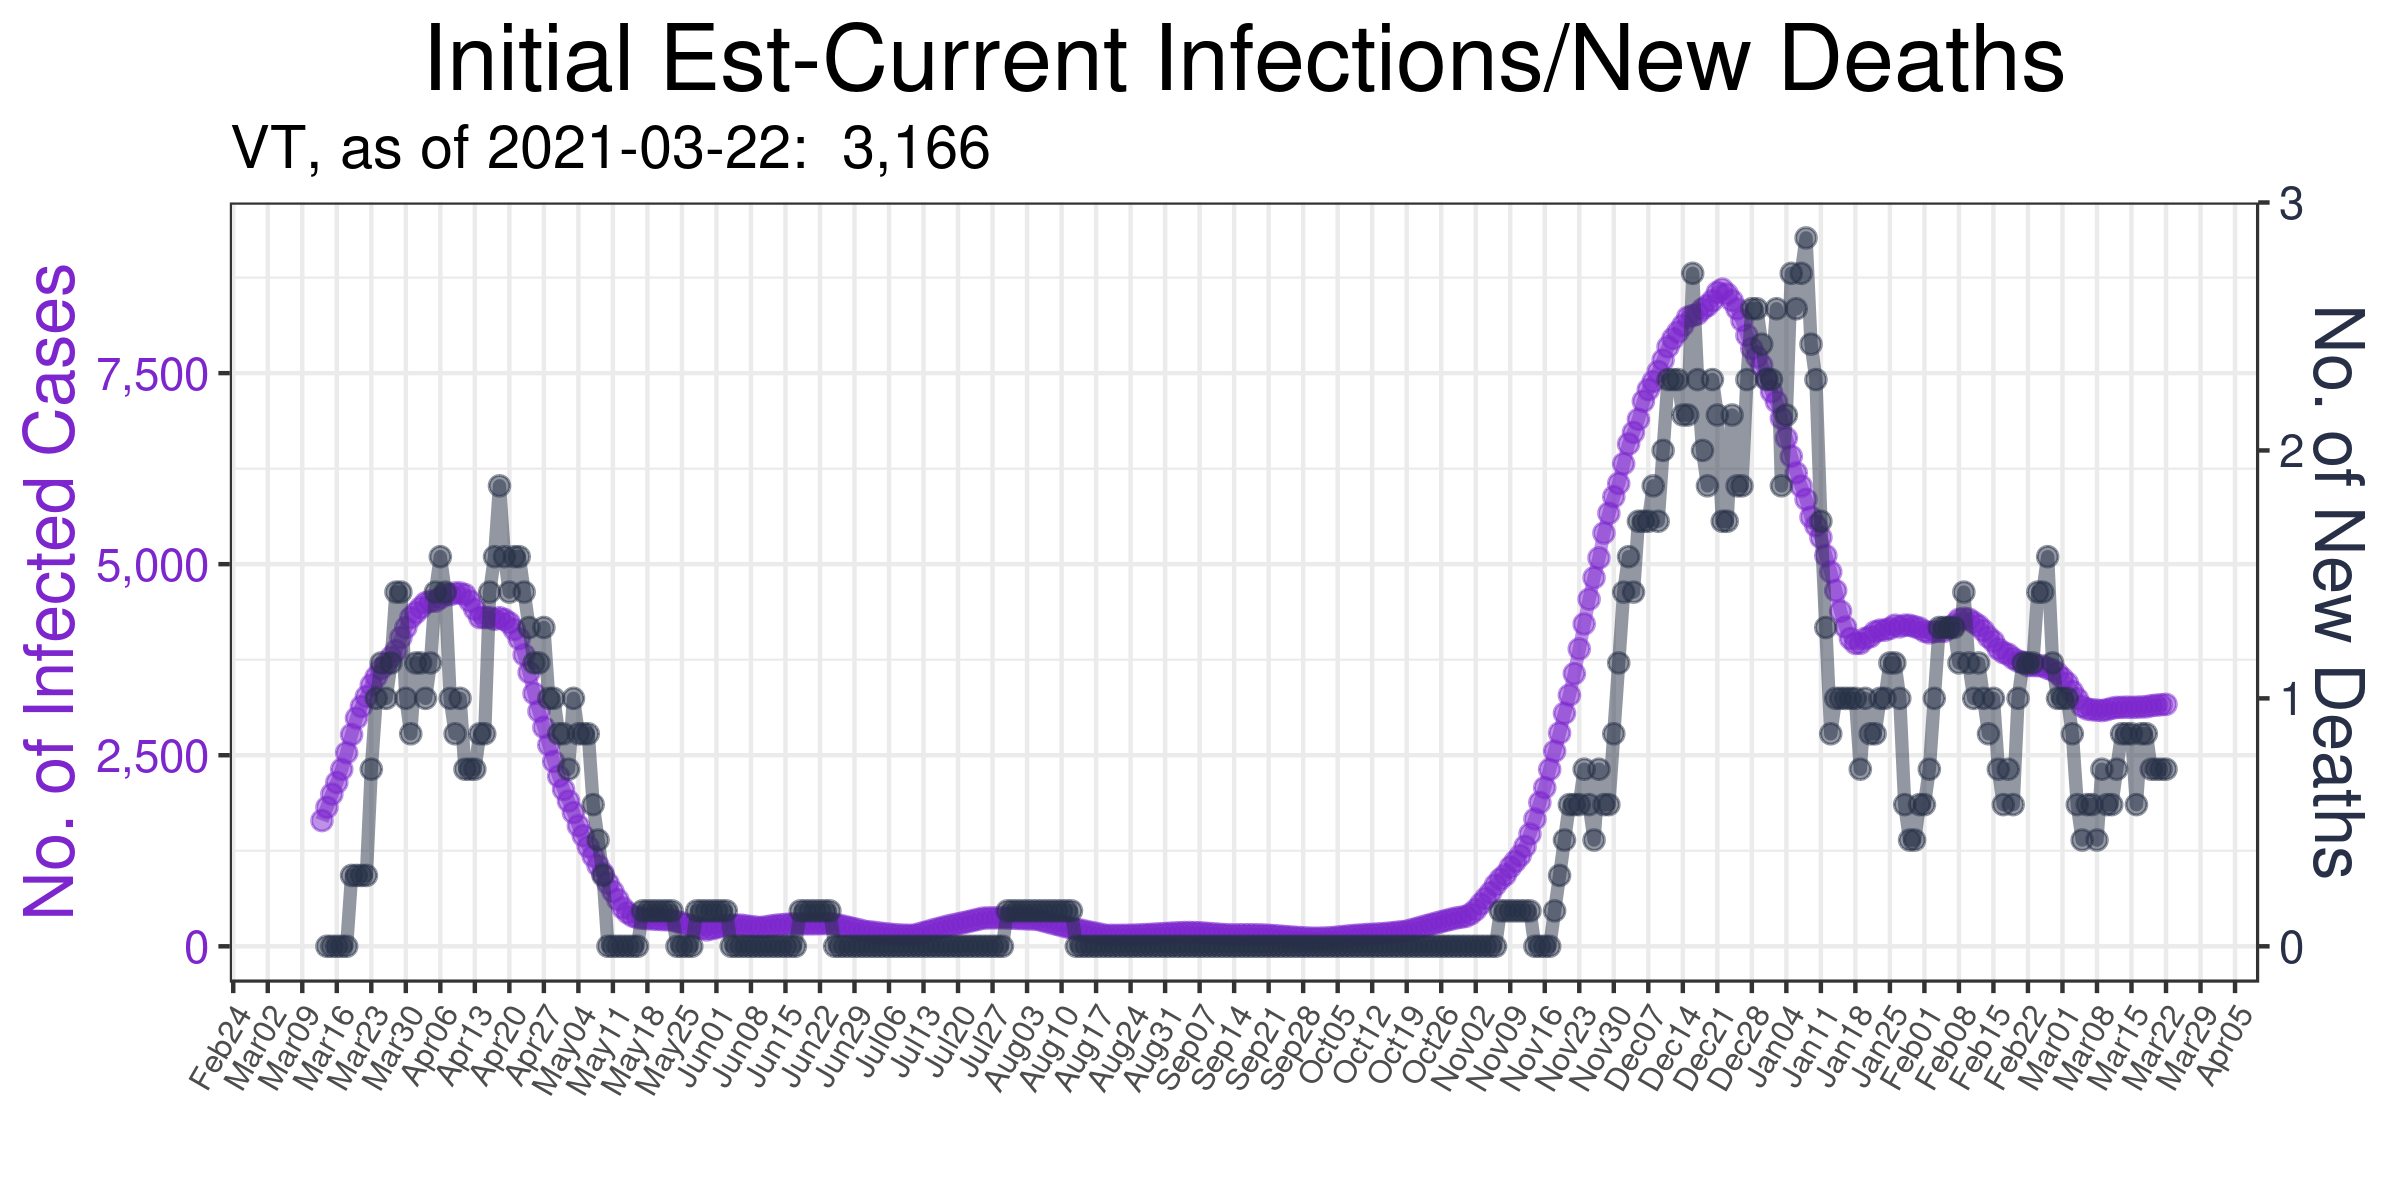 Initial Est-Current Infections/New Deaths
VT, as of 2021-03-22:  3,166
No. of Infected Cases
7,500
5,000
2,500
0
3
2
1
0
No. of New Deaths
Feb24 Mar02 Mar09 Mar16 Mar23 Mar30 Apr06 Apr13 Apr20 Apr27 May04 May11 May18 May25 Jun01 Jun08 Jun15 Jun22 Jun29 Jul06 Jul13 Jul20 Jul27 Aug03 Aug10 Aug17 Aug24 Aug31 Sep07 Sep14 Sep21 Sep28 Oct05 Oct12 Oct19 Oct26 Nov02 Nov09 Nov16 Nov23 Nov30 Dec07 Dec14 Dec21 Dec28 Jan04 Jan11 Jan18 Jan25 Feb01 Feb08 Feb15 Feb22 Mar01 Mar08 Mar15 Mar22 Mar29 Apr05